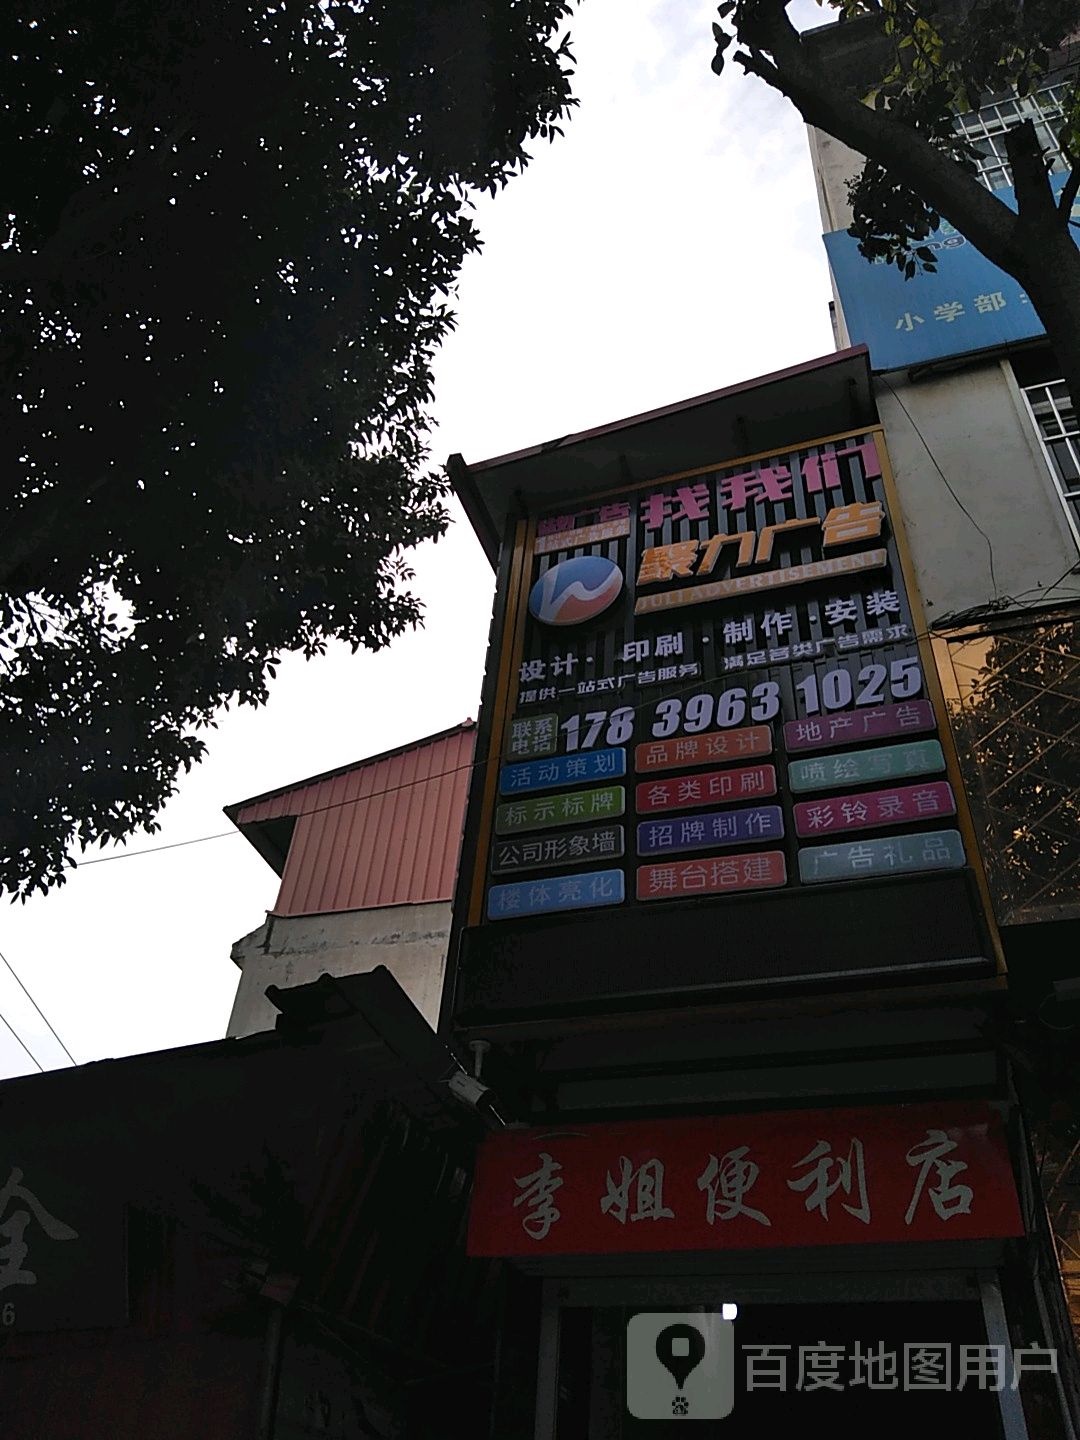 小学部
做广告 找我们
聚力广告
JULI ADVERTISEMENT
设计· 印刷·制作·安装
提供一站式广告服务 满足各类广告需求
联系电话 178 3963 1025
活动策划 品牌设计 地产广告
标示标牌 各类印刷 喷绘写真
公司形象墙 招牌制作 彩铃录音
楼体亮化 舞台搭建 广告礼品
李姐便利店
全
6
百度地图用户